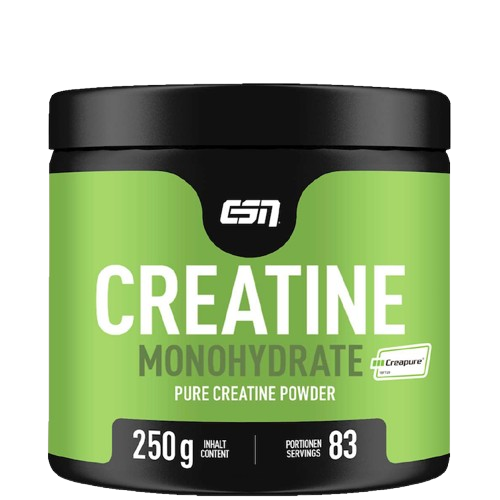 ESN
CREATINE
MONOHYDRATE
Creapure®
PURE CREATINE POWDER
250g INHALT CONTENT | PORTIONEN SERVINGS 83